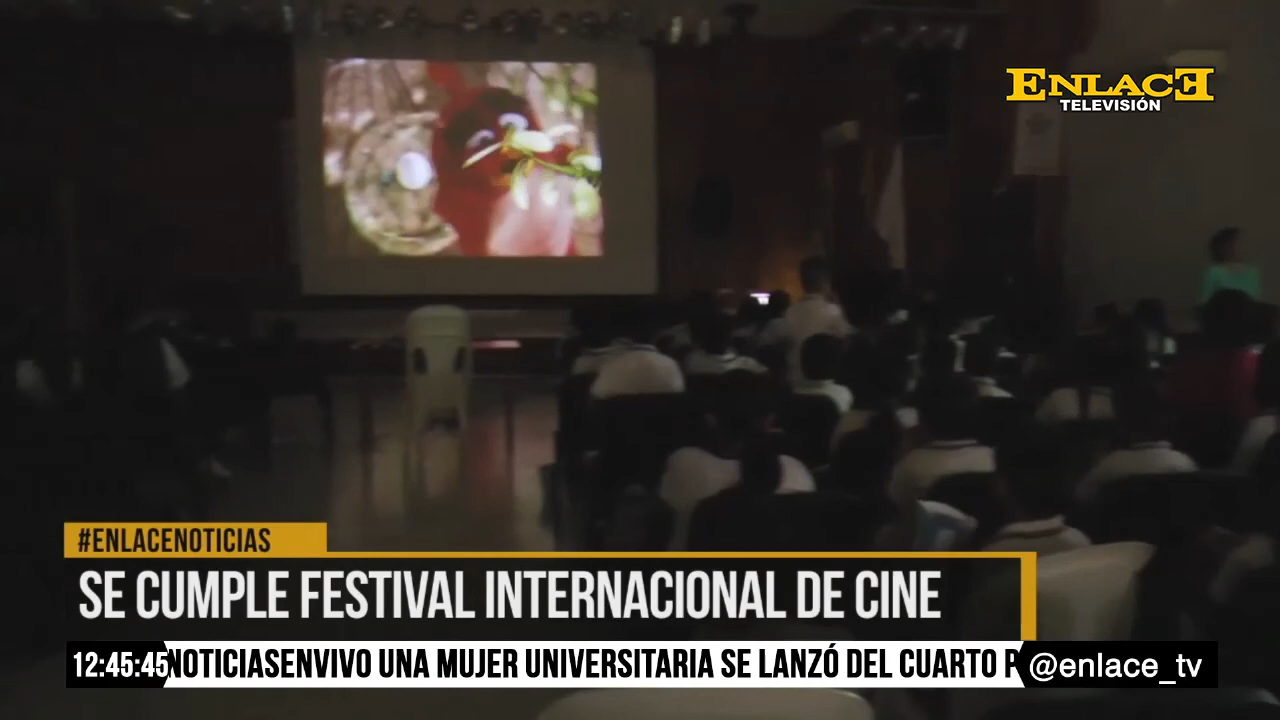 ENLACE
TELEVISIÓN
#ENLACENOTICIAS
SE CUMPLE FESTIVAL INTERNACIONAL DE CINE
12:45:45 NOTICIASENVIVO UNA MUJER UNIVERSITARIA SE LANZÓ DEL CUARTO P @enlace_tv